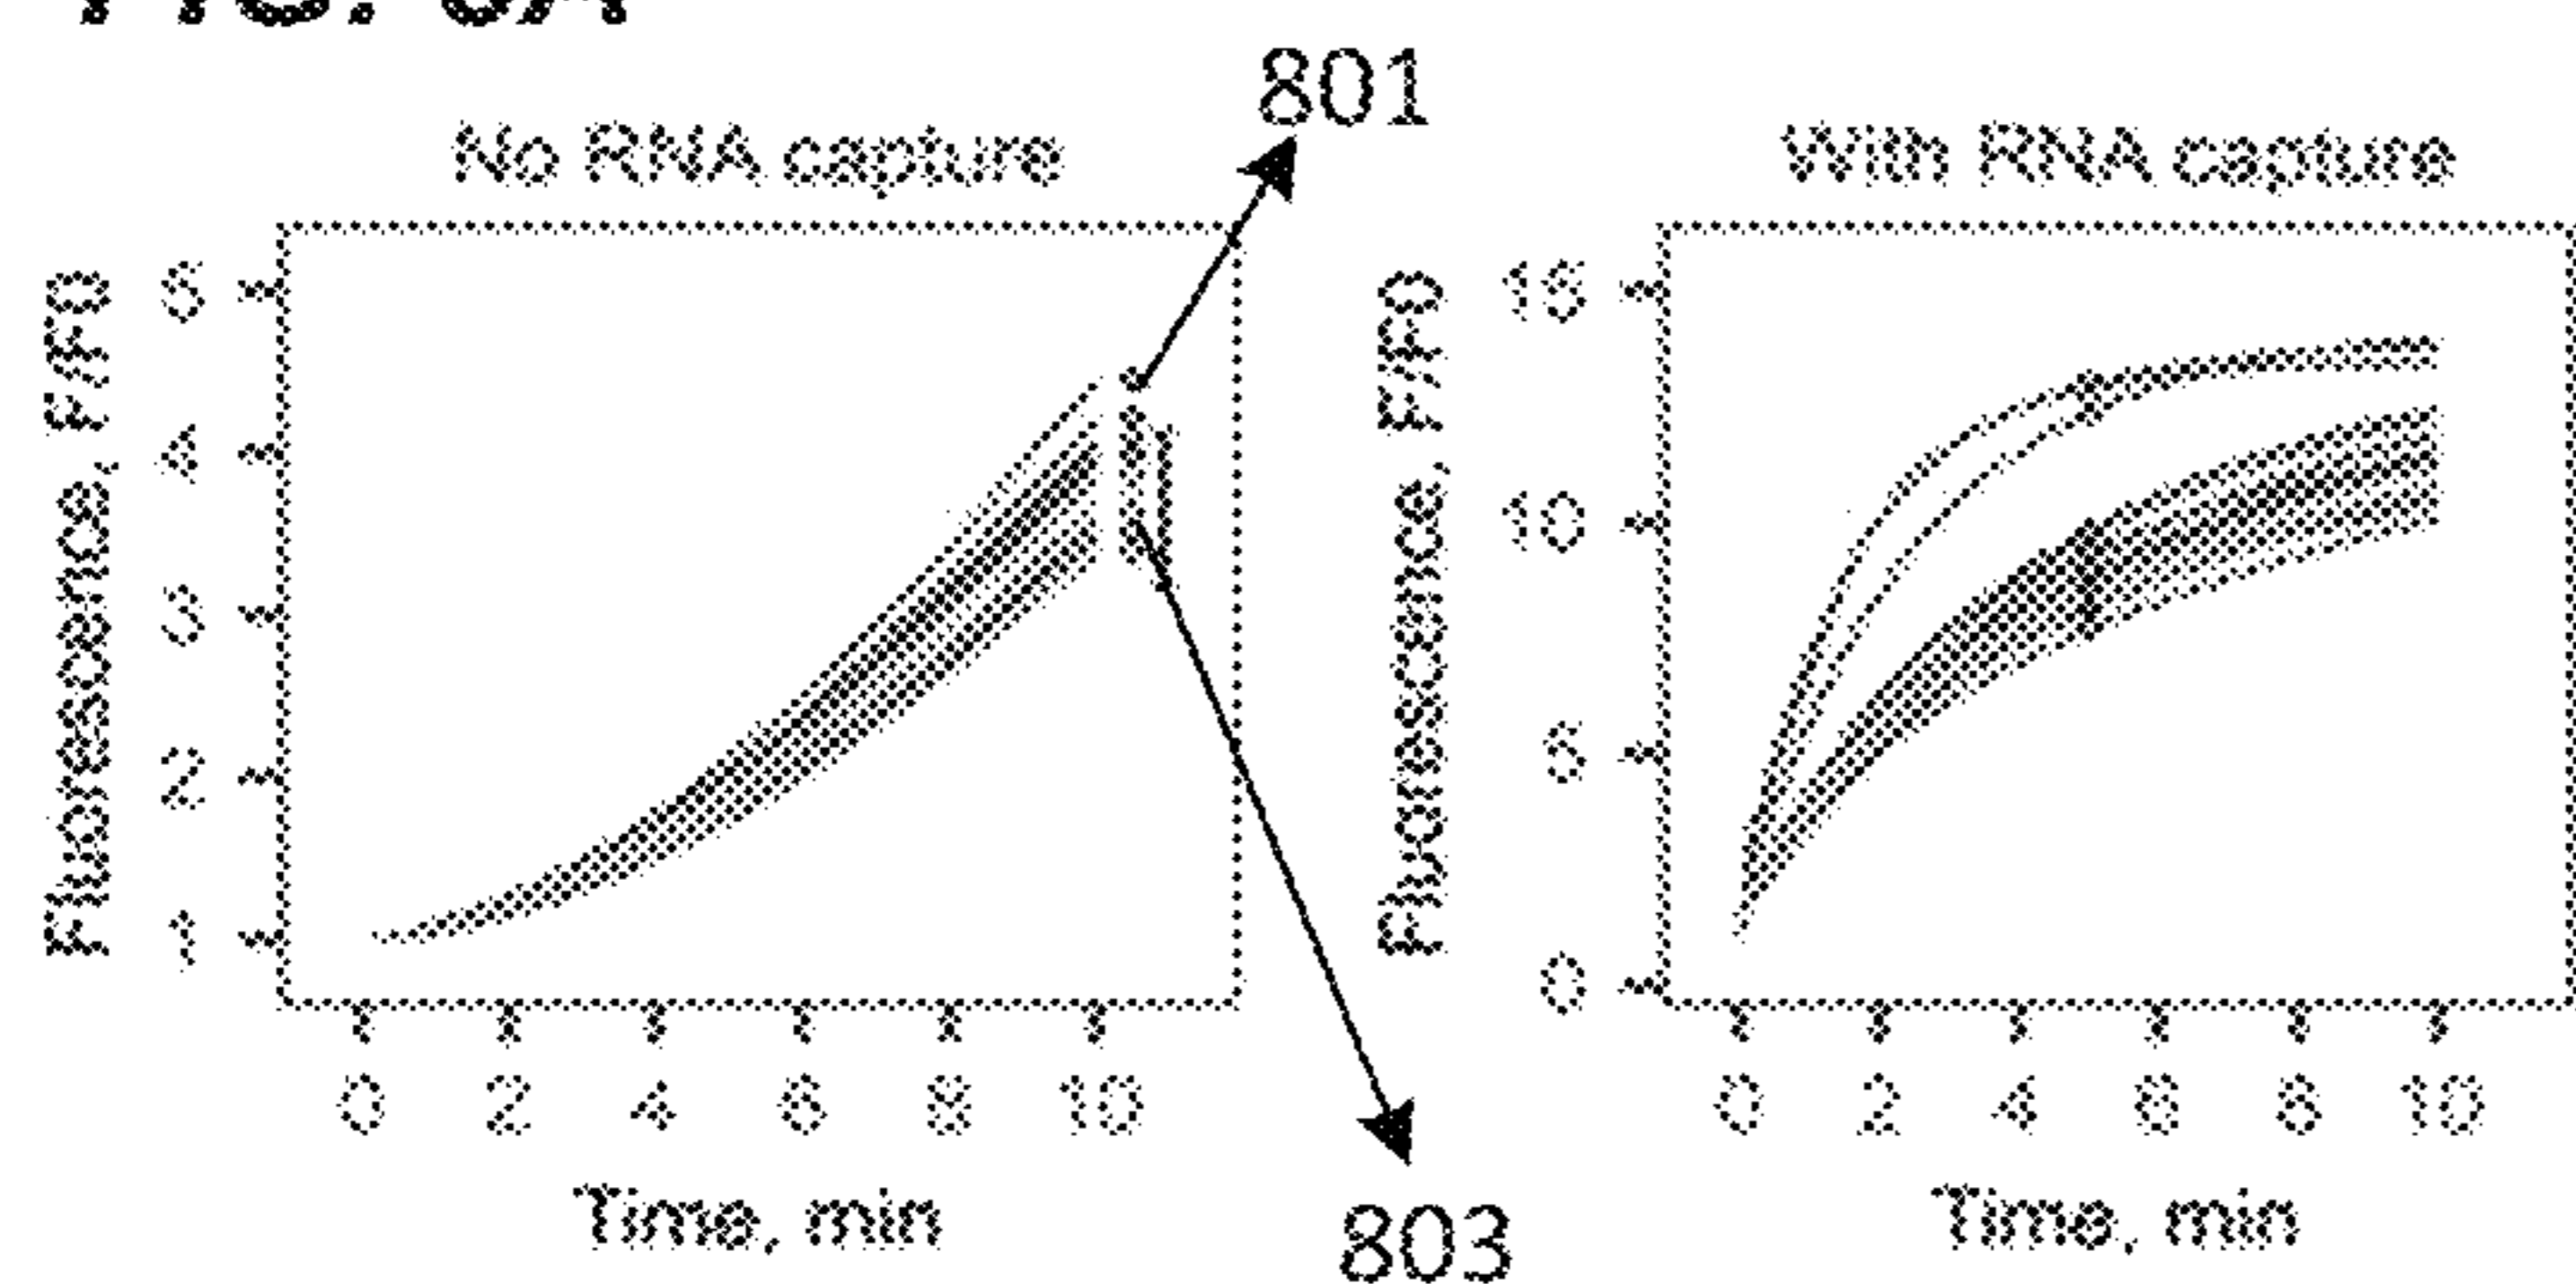 801
No RNA capture
With RNA capture
Fluorescence, F/F0
5
4
3
2
1
0 2 4 6 8 10
Time, min
Fluorescence, F/F0
15
10
5
0
0 2 4 6 8 10
Time, min
803